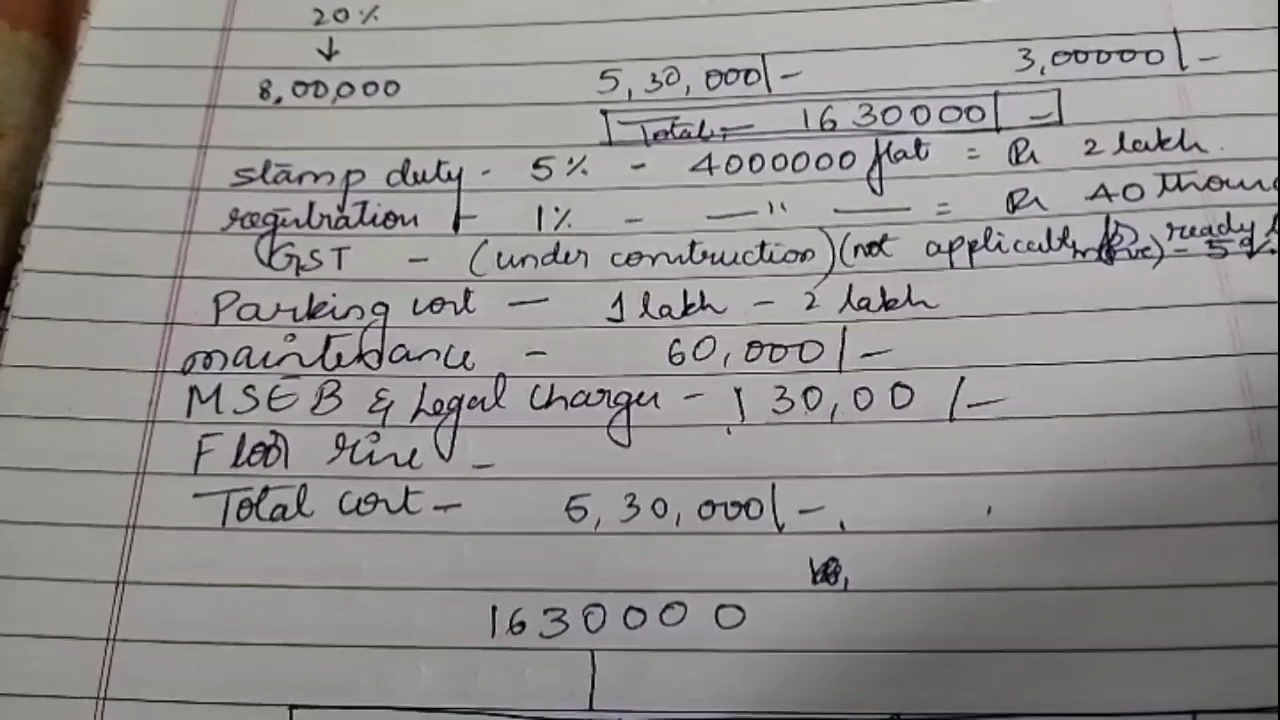 20%
↓
8,00,000 5,30,000/- 3,00000/-
Total - 1630000/-
stamp duty - 5% - 4000000 flat = Rs 2 lakh.
registration - 1% - —"— = Rs 40 thous
GST - (under construction) (not applicable ready - 5%
Parking cost - 1 lakh - 2 lakh
maintenance - 60,000/-
MSEB & Legal Charges - 130,00/-
Floor rise -
Total cost - 5,30,000/-
1630000